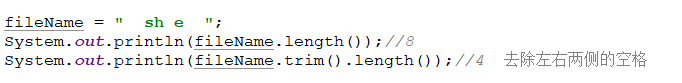 fileName = "  sh e  ";
System.out.println(fileName.length());//8
System.out.println(fileName.trim().length());//4  去除左右两侧的空格